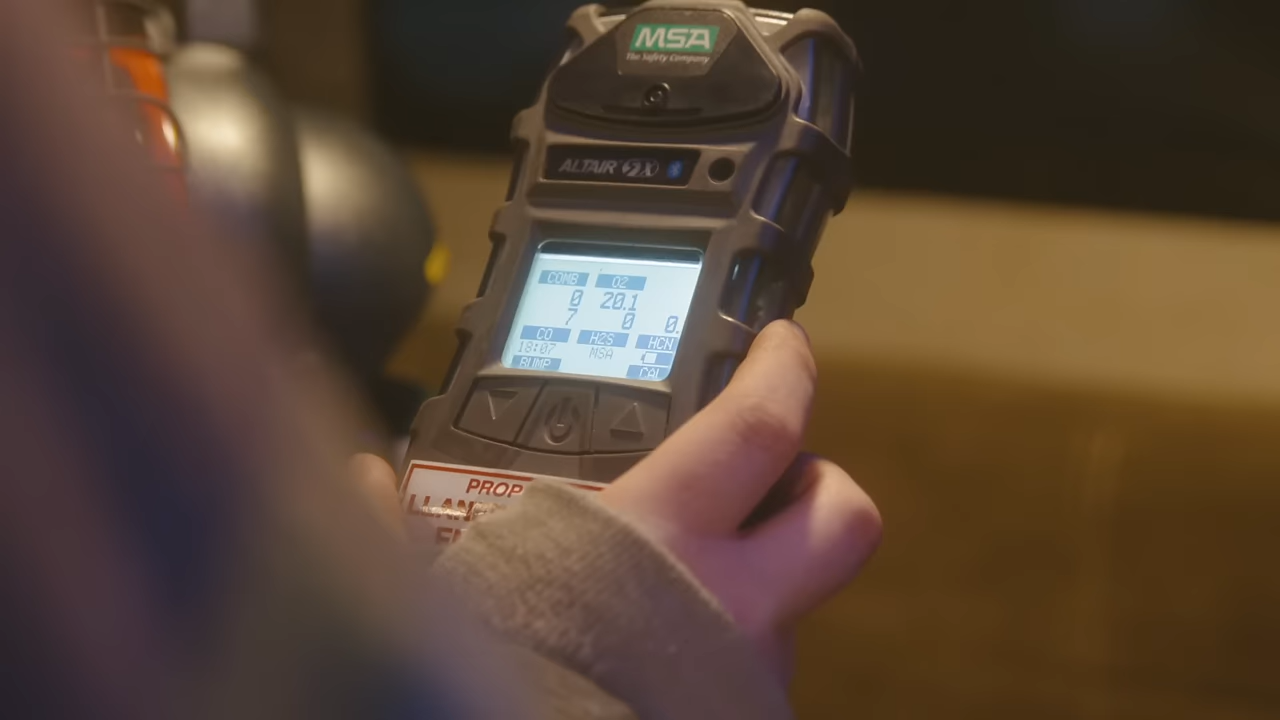 MSA
The Safety Company
ALTAIR 5X
COMB O2
0 20.1
7 0 0.
CO H2S HCN
18:07 MSA
BUMP CAL
PROP